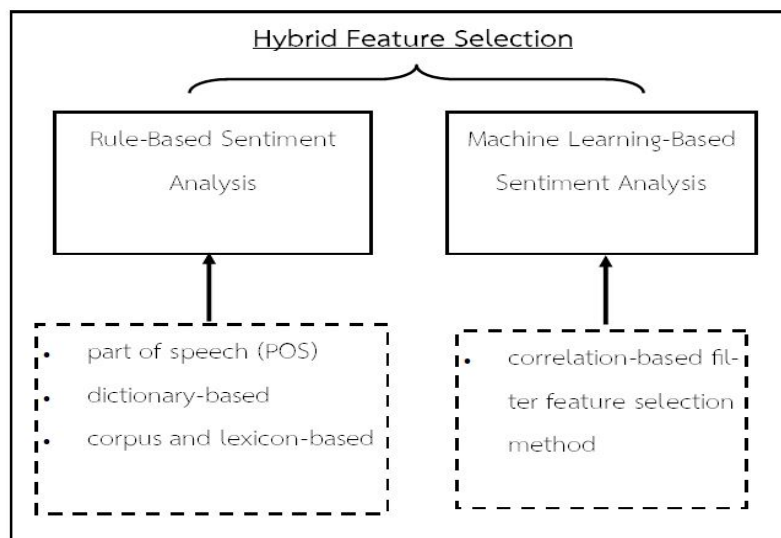 Hybrid Feature Selection
Rule-Based Sentiment
Analysis
Machine Learning-Based
Sentiment Analysis
• part of speech (POS)
• dictionary-based
• corpus and lexicon-based
• correlation-based fil-
ter feature selection
method